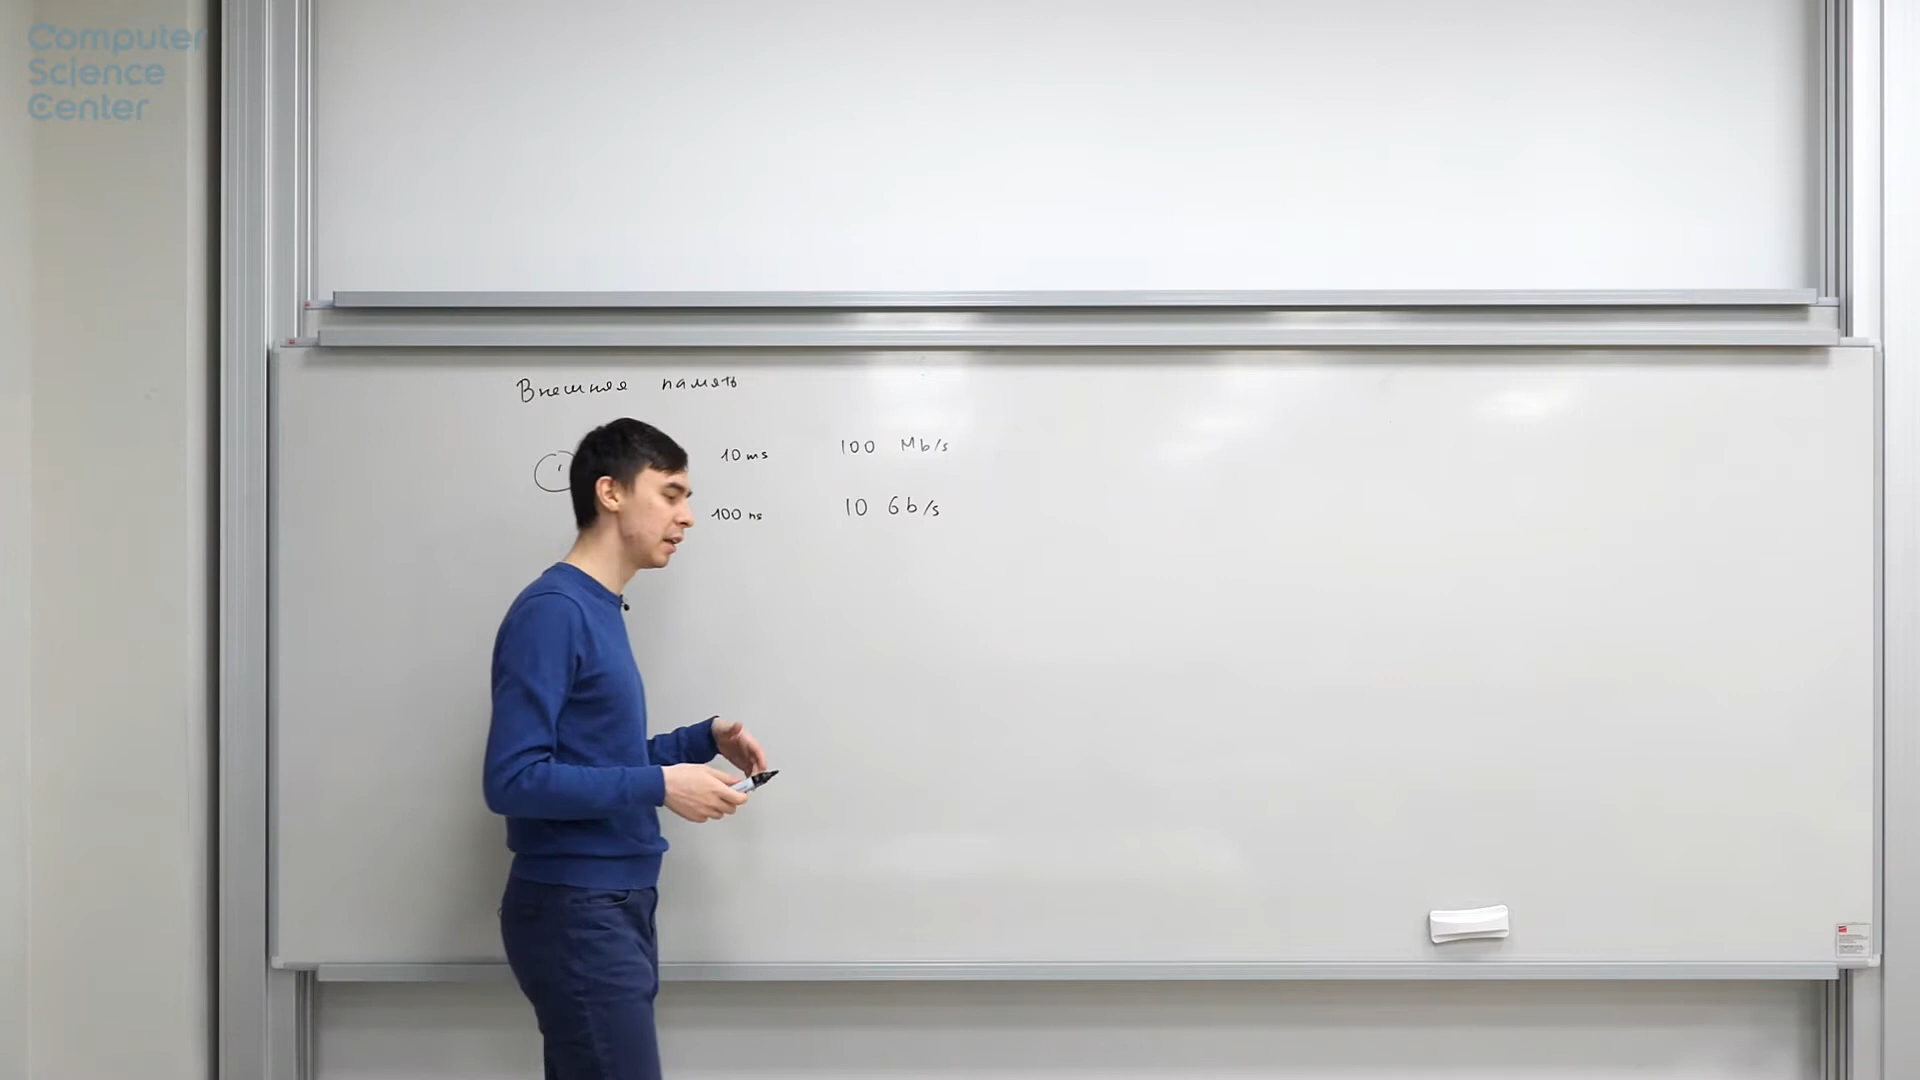 Computer
Science
Center
Внешняя память
10 ms 100 Mb/s
100 ns 10 Gb/s